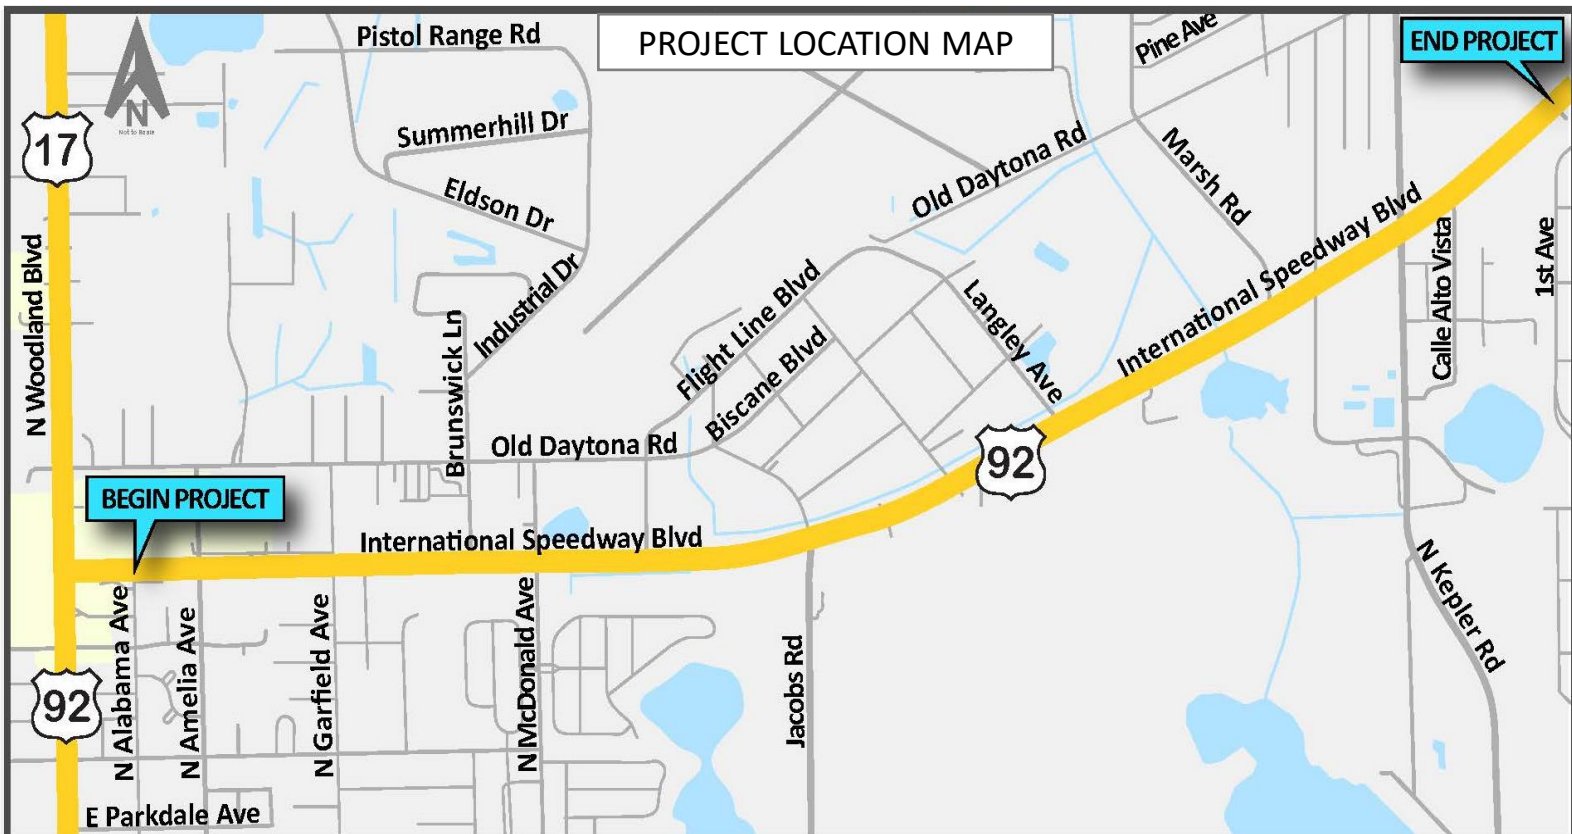 PROJECT LOCATION MAP
Pistol Range Rd
Pine Ave
END PROJECT
N
Not to Scale
17
Summerhill Dr
Old Daytona Rd
Marsh Rd
Eldson Dr
N Woodland Blvd
Industrial Dr
International Speedway Blvd
Calle Alto Vista
1st Ave
Brunswick Ln
Flight Line Blvd
Biscane Blvd
Langley Ave
Old Daytona Rd
92
BEGIN PROJECT
International Speedway Blvd
N Kepler Rd
92
N Alabama Ave
N Amelia Ave
N Garfield Ave
N McDonald Ave
Jacobs Rd
E Parkdale Ave